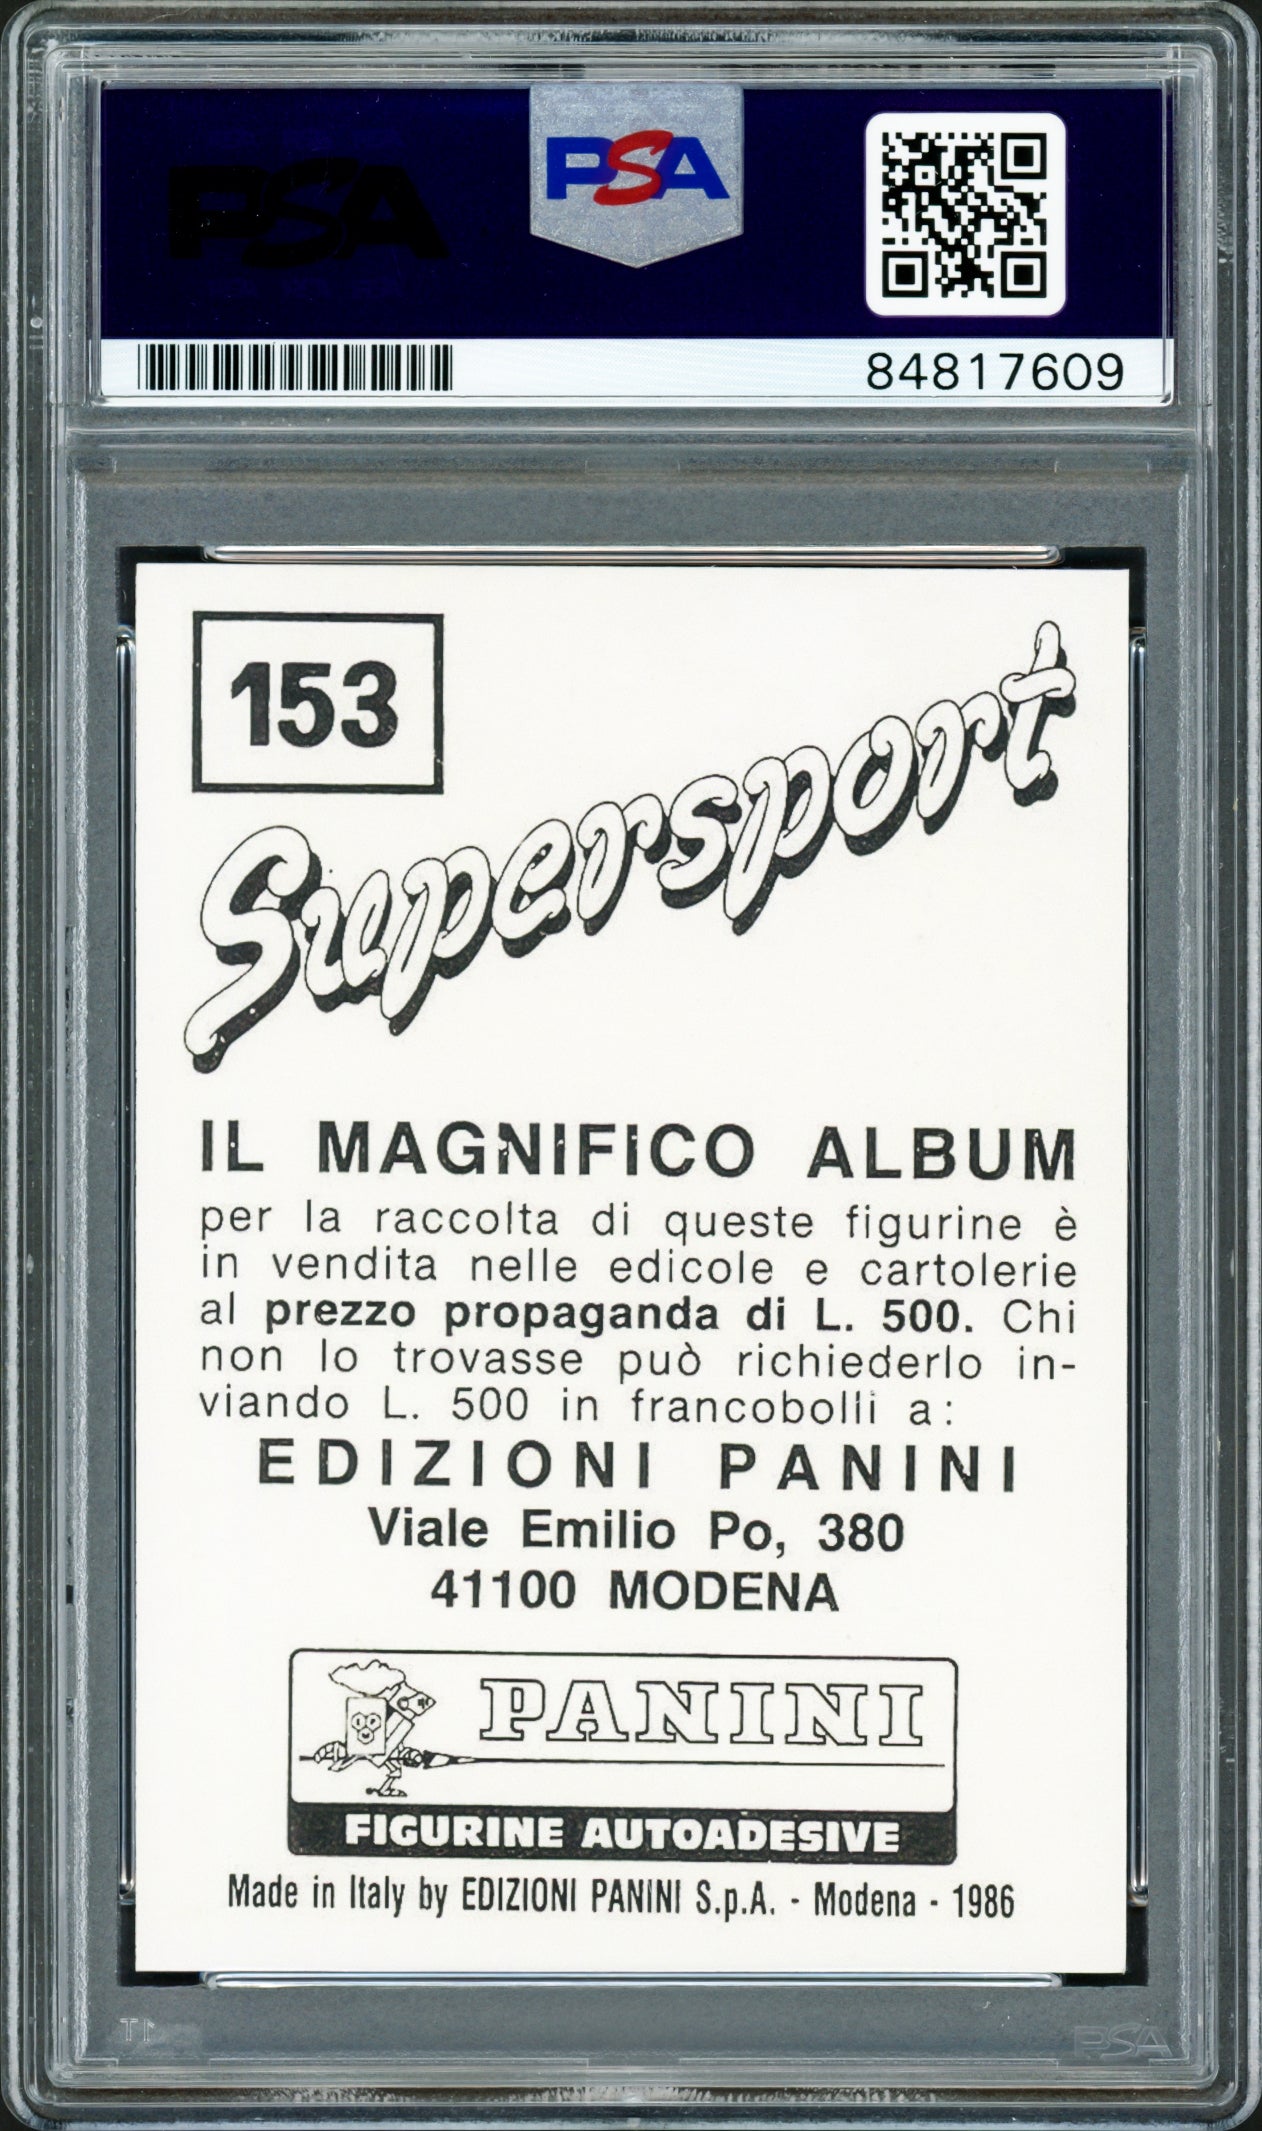 PSA
PSA
84817609
153
Supersport
IL MAGNIFICO ALBUM
per la raccolta di queste figurine è
in vendita nelle edicole e cartolerie
al prezzo propaganda di L. 500. Chi
non lo trovasse può richiederlo in-
viando L. 500 in francobolli a:
EDIZIONI PANINI
Viale Emilio Po, 380
41100 MODENA
PANINI
FIGURINE AUTOADESIVE
Made in Italy by EDIZIONI PANINI S.p.A. - Modena - 1986
PSA